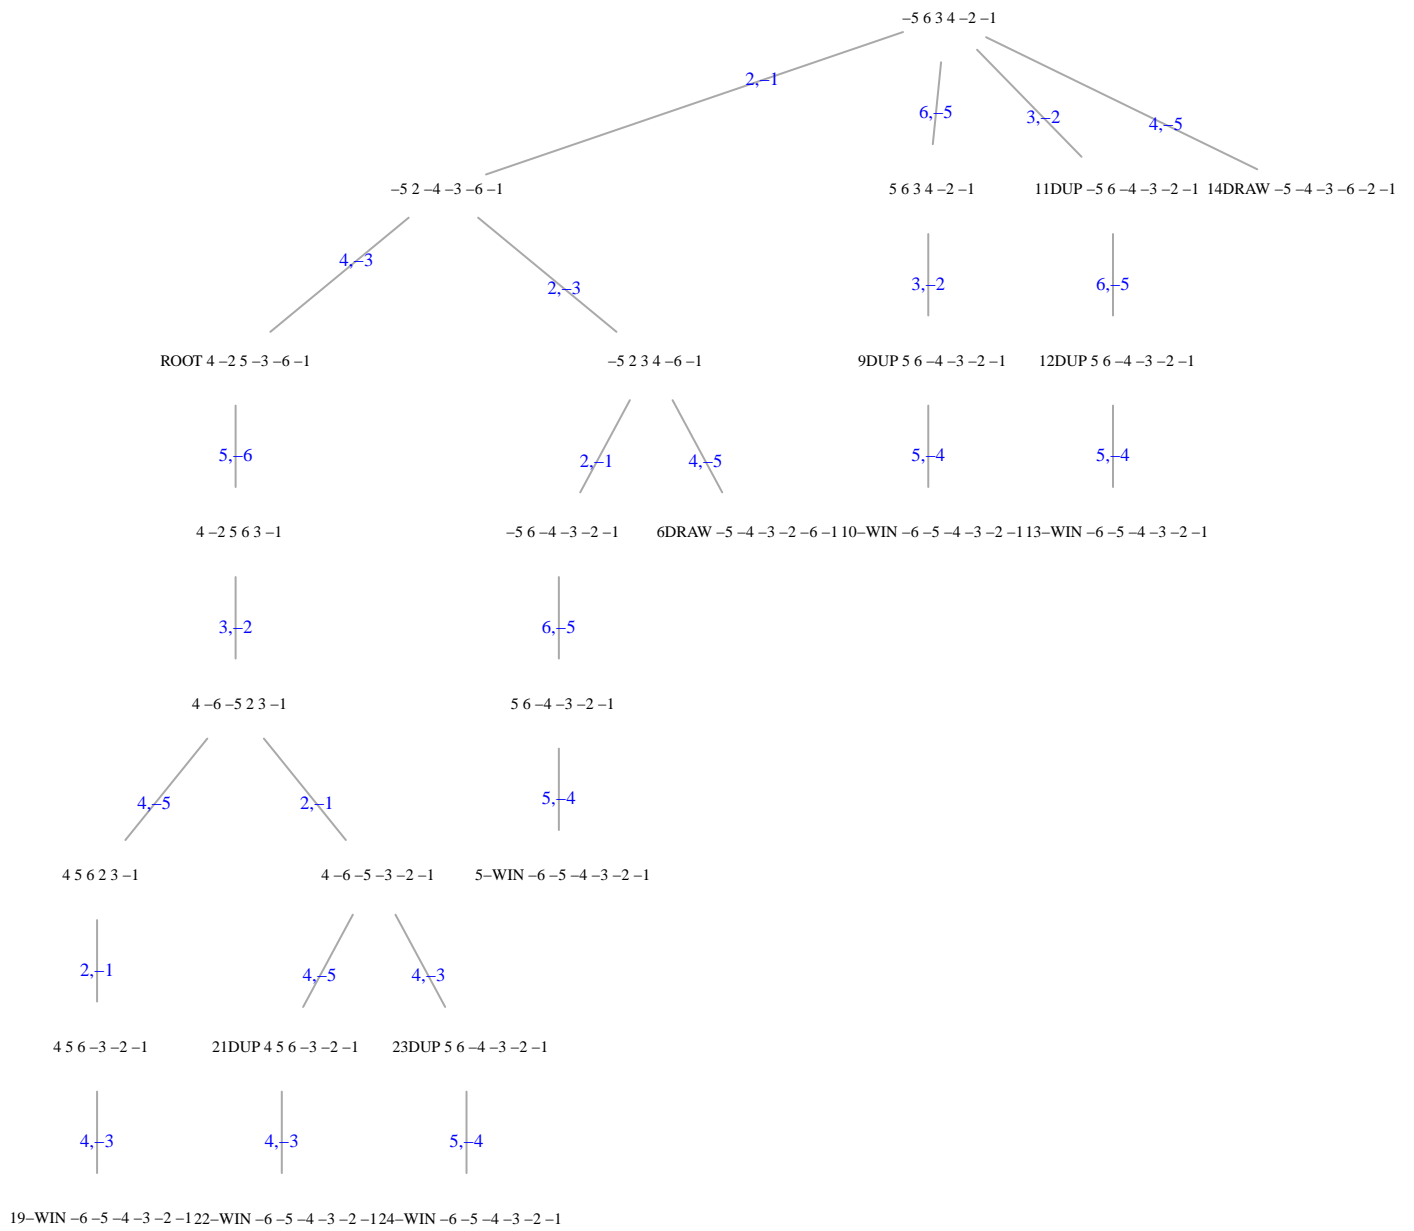 –5 6 3 4 –2 –1
2,–1
6,–5
3,–2
4,–5
–5 2 –4 –3 –6 –1
5 6 3 4 –2 –1
11DUP –5 6 –4 –3 –2 –1
14DRAW –5 –4 –3 –6 –2 –1
4,–3
2,–3
3,–2
6,–5
ROOT 4 –2 5 –3 –6 –1
–5 2 3 4 –6 –1
9DUP 5 6 –4 –3 –2 –1
12DUP 5 6 –4 –3 –2 –1
5,–6
2,–1
4,–5
5,–4
5,–4
4 –2 5 6 3 –1
–5 6 –4 –3 –2 –1
6DRAW –5 –4 –3 –2 –6 –1
10–WIN –6 –5 –4 –3 –2 –1
13–WIN –6 –5 –4 –3 –2 –1
3,–2
6,–5
4 –6 –5 2 3 –1
5 6 –4 –3 –2 –1
4,–5
2,–1
5,–4
4 5 6 2 3 –1
4 –6 –5 –3 –2 –1
5–WIN –6 –5 –4 –3 –2 –1
2,–1
4,–5
4,–3
4 5 6 –3 –2 –1
21DUP 4 5 6 –3 –2 –1
23DUP 5 6 –4 –3 –2 –1
4,–3
4,–3
5,–4
19–WIN –6 –5 –4 –3 –2 –1
22–WIN –6 –5 –4 –3 –2 –1
24–WIN –6 –5 –4 –3 –2 –1